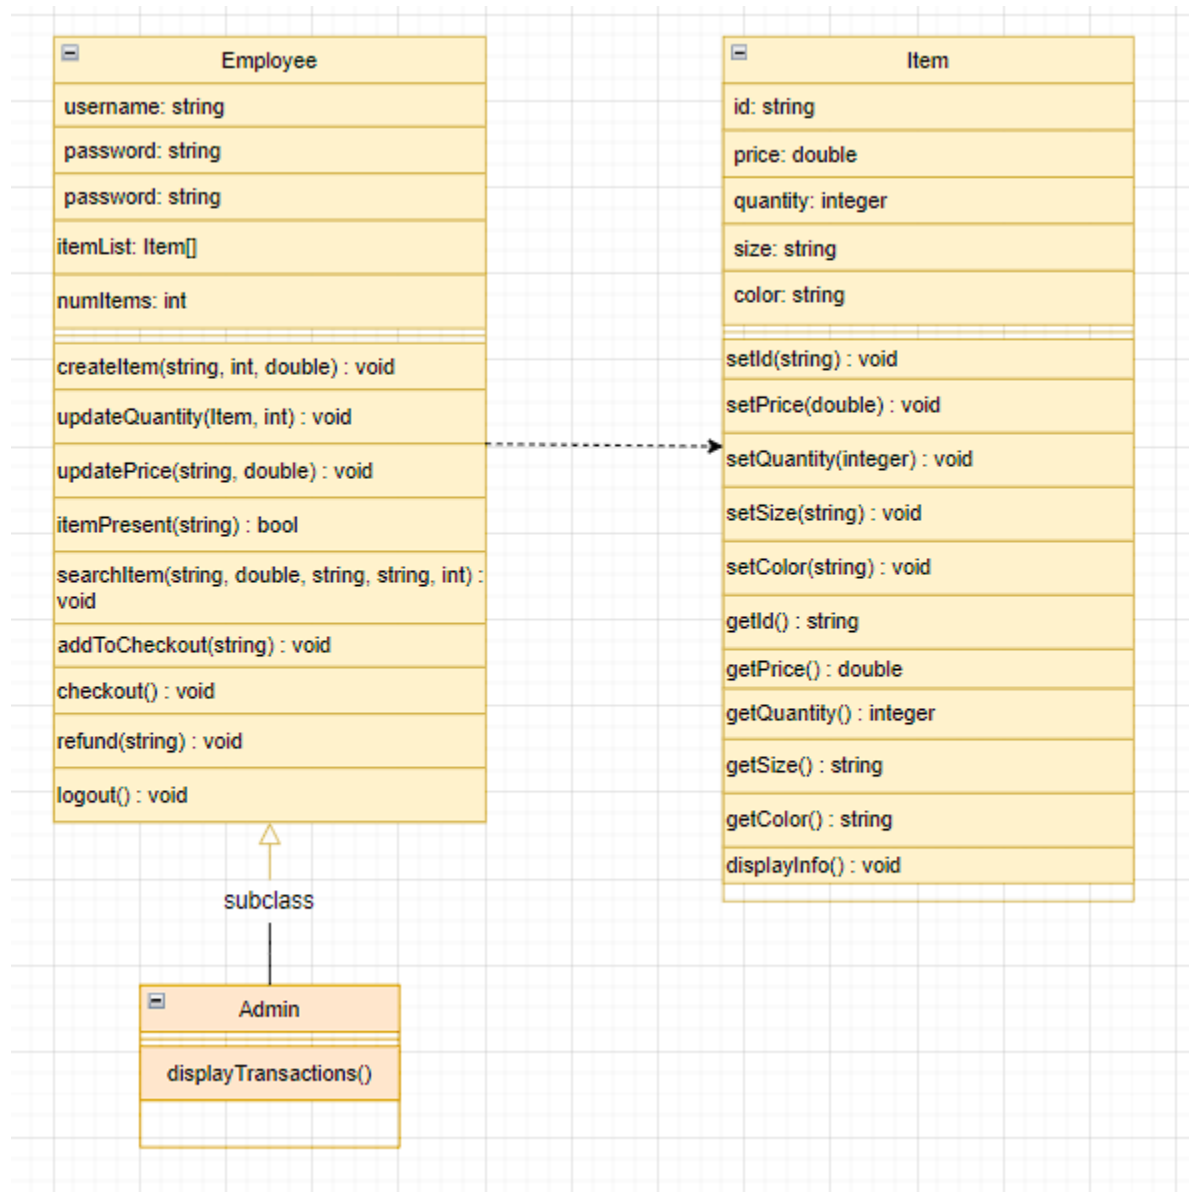 Employee
username: string
password: string
password: string
itemList: Item[]
numItems: int
createItem(string, int, double) : void
updateQuantity(Item, int) : void
updatePrice(string, double) : void
itemPresent(string) : bool
searchItem(string, double, string, string, int) :
void
addToCheckout(string) : void
checkout() : void
refund(string) : void
logout() : void
subclass
Admin
displayTransactions()
Item
id: string
price: double
quantity: integer
size: string
color: string
setId(string) : void
setPrice(double) : void
setQuantity(integer) : void
setSize(string) : void
setColor(string) : void
getId() : string
getPrice() : double
getQuantity() : integer
getSize() : string
getColor() : string
displayInfo() : void